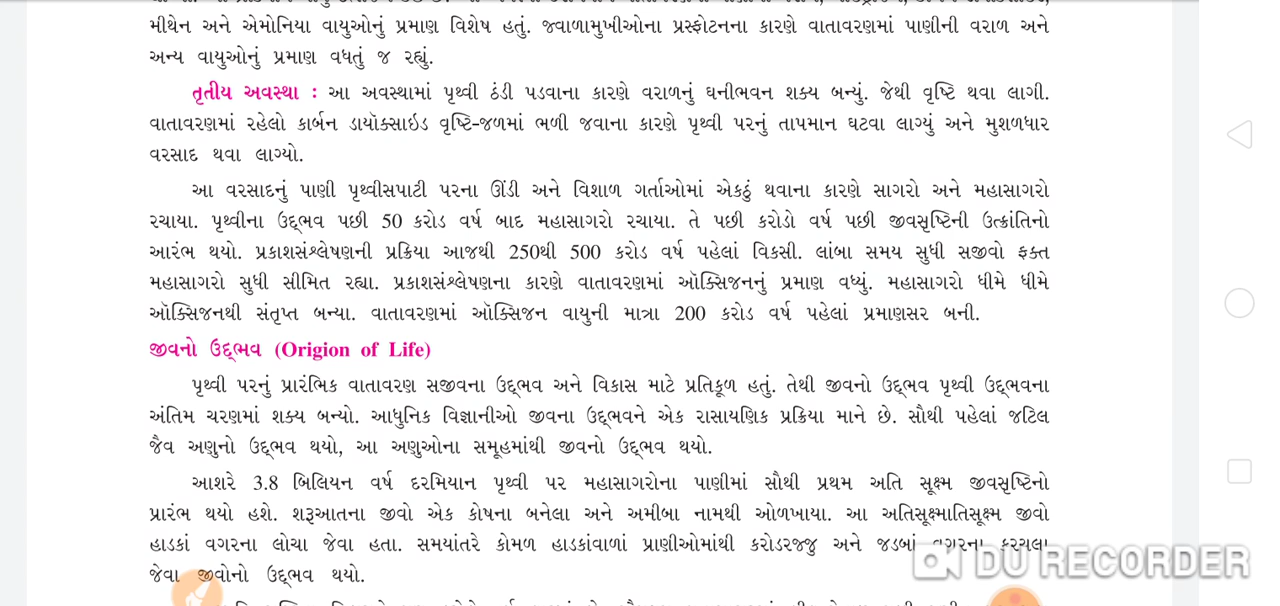 મીથેન અને એમોનિયા વાયુઓનું પ્રમાણ વિશેષ હતું. જ્વાળામુખીઓના પ્રસ્ફોટનના કારણે વાતાવરણમાં પાણીની વરાળ અને
અન્ય વાયુઓનું પ્રમાણ વધતું જ રહ્યું.
તૃતીય અવસ્થા : આ અવસ્થામાં પૃથ્વી ઠંડી પડવાના કારણે વરાળનું ઘનીભવન શક્ય બન્યું. જેથી વૃષ્ટિ થવા લાગી.
વાતાવરણમાં રહેલો કાર્બન ડાયૉક્સાઇડ વૃષ્ટિ-જળમાં ભળી જવાના કારણે પૃથ્વી પરનું તાપમાન ઘટવા લાગ્યું અને મુશળધાર
વરસાદ થવા લાગ્યો.
આ વરસાદનું પાણી પૃથ્વીસપાટી પરના ઊંડી અને વિશાળ ગર્તાઓમાં એકઠું થવાના કારણે સાગરો અને મહાસાગરો
રચાયા. પૃથ્વીના ઉદ્ભવ પછી 50 કરોડ વર્ષ બાદ મહાસાગરો રચાયા. તે પછી કરોડો વર્ષ પછી જીવસૃષ્ટિની ઉત્ક્રાંતિનો
આરંભ થયો. પ્રકાશસંશ્લેષણની પ્રક્રિયા આજથી 250થી 500 કરોડ વર્ષ પહેલાં વિકસી. લાંબા સમય સુધી સજીવો ફક્ત
મહાસાગરો સુધી સીમિત રહ્યા. પ્રકાશસંશ્લેષણના કારણે વાતાવરણમાં ઑક્સિજનનું પ્રમાણ વધ્યું. મહાસાગરો ધીમે ધીમે
ઑક્સિજનથી સંતૃપ્ત બન્યા. વાતાવરણમાં ઑક્સિજન વાયુની માત્રા 200 કરોડ વર્ષ પહેલાં પ્રમાણસર બની.
જીવનો ઉદ્ભવ (Origion of Life)
પૃથ્વી પરનું પ્રારંભિક વાતાવરણ સજીવના ઉદ્ભવ અને વિકાસ માટે પ્રતિકૂળ હતું. તેથી જીવનો ઉદ્ભવ પૃથ્વી ઉદ્ભવના
અંતિમ ચરણમાં શક્ય બન્યો. આધુનિક વિજ્ઞાનીઓ જીવના ઉદ્ભવને એક રાસાયણિક પ્રક્રિયા માને છે. સૌથી પહેલાં જટિલ
જૈવ અણુનો ઉદ્ભવ થયો, આ અણુઓના સમૂહમાંથી જીવનો ઉદ્ભવ થયો.
આશરે 3.8 બિલિયન વર્ષ દરમિયાન પૃથ્વી પર મહાસાગરોના પાણીમાં સૌથી પ્રથમ અતિ સૂક્ષ્મ જીવસૃષ્ટિનો
પ્રારંભ થયો હશે. શરૂઆતના જીવો એક કોષના બનેલા અને અમીબા નામથી ઓળખાયા. આ અતિસૂક્ષ્માતિસૂક્ષ્મ જીવો
હાડકાં વગરના લોચા જેવા હતા. સમયાંતરે કોમળ હાડકાંવાળાં પ્રાણીઓમાંથી કરોડરજ્જુ અને જડબાં વગરના કરચલા
જેવા જીવોનો ઉદ્ભવ થયો.
DU RECORDER